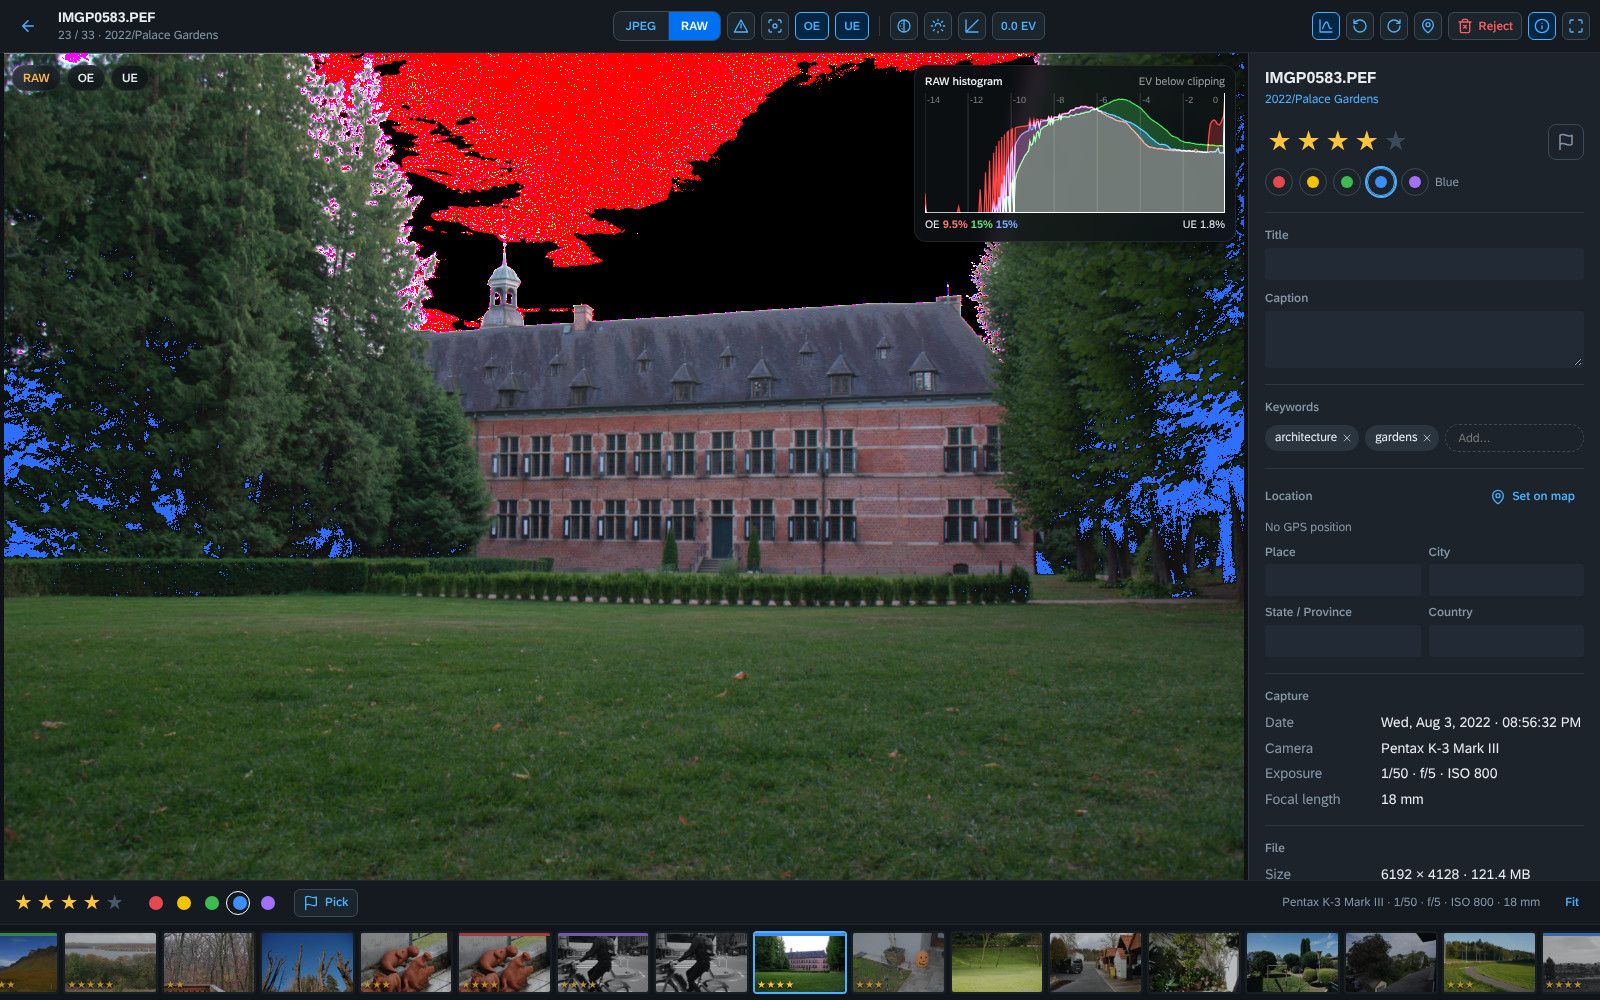 IMGP0583.PEF
23 / 33 · 2022/Palace Gardens
JPEG RAW OE UE 0.0 EV
Reject
RAW OE UE
RAW histogram EV below clipping
-14 -12 -10 -8 -6 -4 -2 0
OE 9.5% 15% 15% UE 1.8%
IMGP0583.PEF
2022/Palace Gardens
Blue
Title
Caption
Keywords
architecture × gardens × Add...
Location Set on map
No GPS position
Place City
State / Province Country
Capture
Date Wed, Aug 3, 2022 · 08:56:32 PM
Camera Pentax K-3 Mark III
Exposure 1/50 · f/5 · ISO 800
Focal length 18 mm
File
Size 6192 × 4128 · 121.4 MB
Pick
Pentax K-3 Mark III · 1/50 · f/5 · ISO 800 · 18 mm Fit